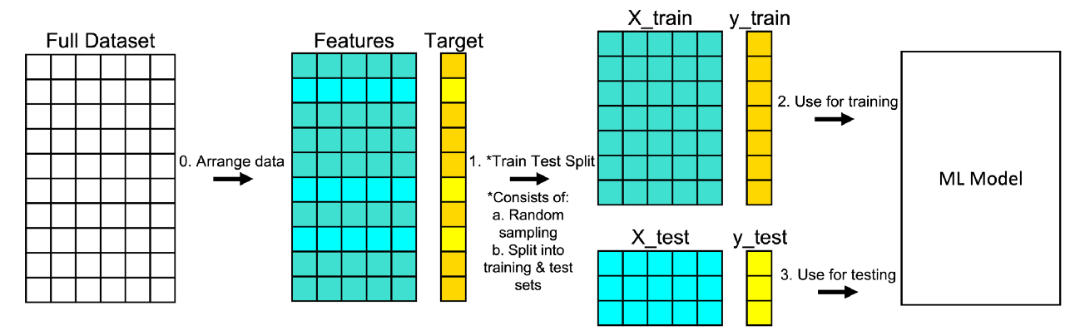 Full Dataset
0. Arrange data
Features
Target
1. *Train Test Split
*Consists of:
a. Random
sampling
b. Split into
training & test
sets
X_train
y_train
2. Use for training
X_test
y_test
3. Use for testing
ML Model